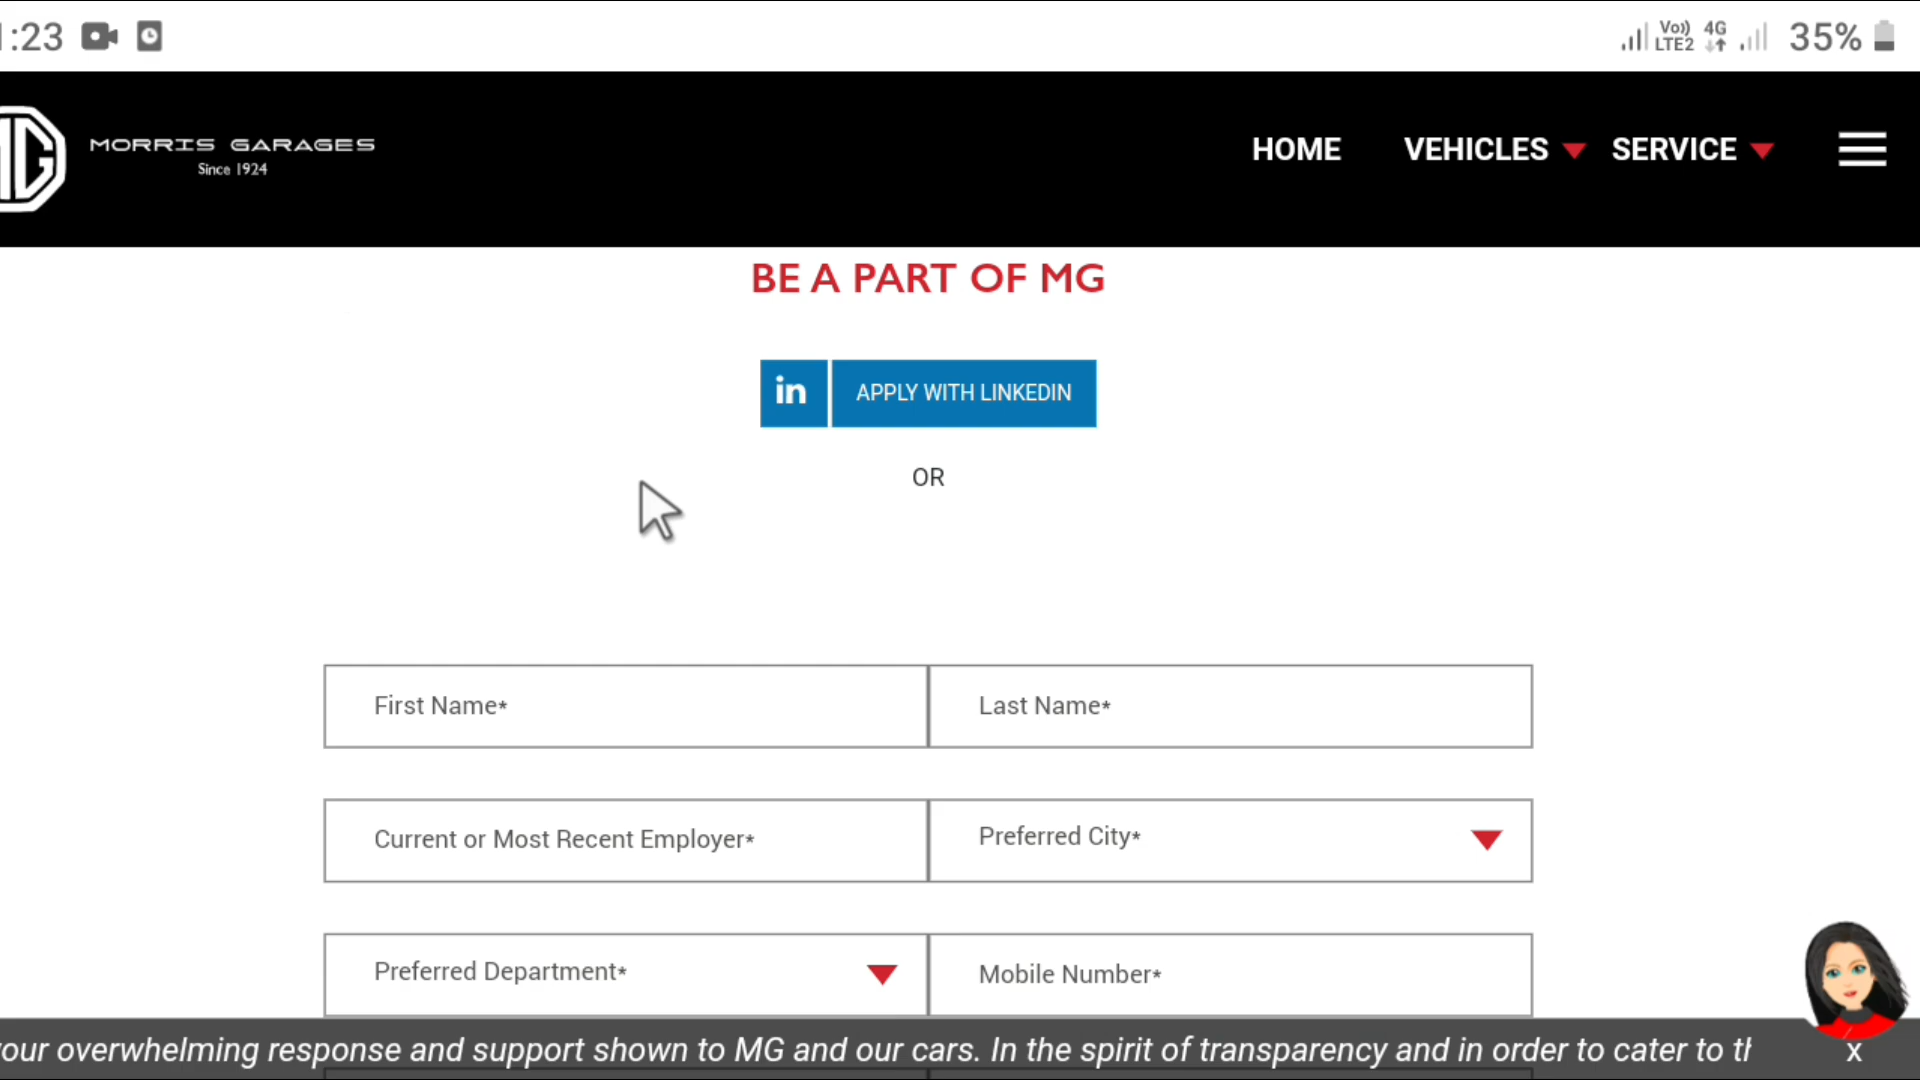 :23
Vo)) LTE2 4G 35%
MG
MORRIS GARAGES
Since 1924
HOME VEHICLES SERVICE
BE A PART OF MG
in APPLY WITH LINKEDIN
OR
First Name* Last Name*
Current or Most Recent Employer* Preferred City*
Preferred Department* Mobile Number*
our overwhelming response and support shown to MG and our cars. In the spirit of transparency and in order to cater to th
x